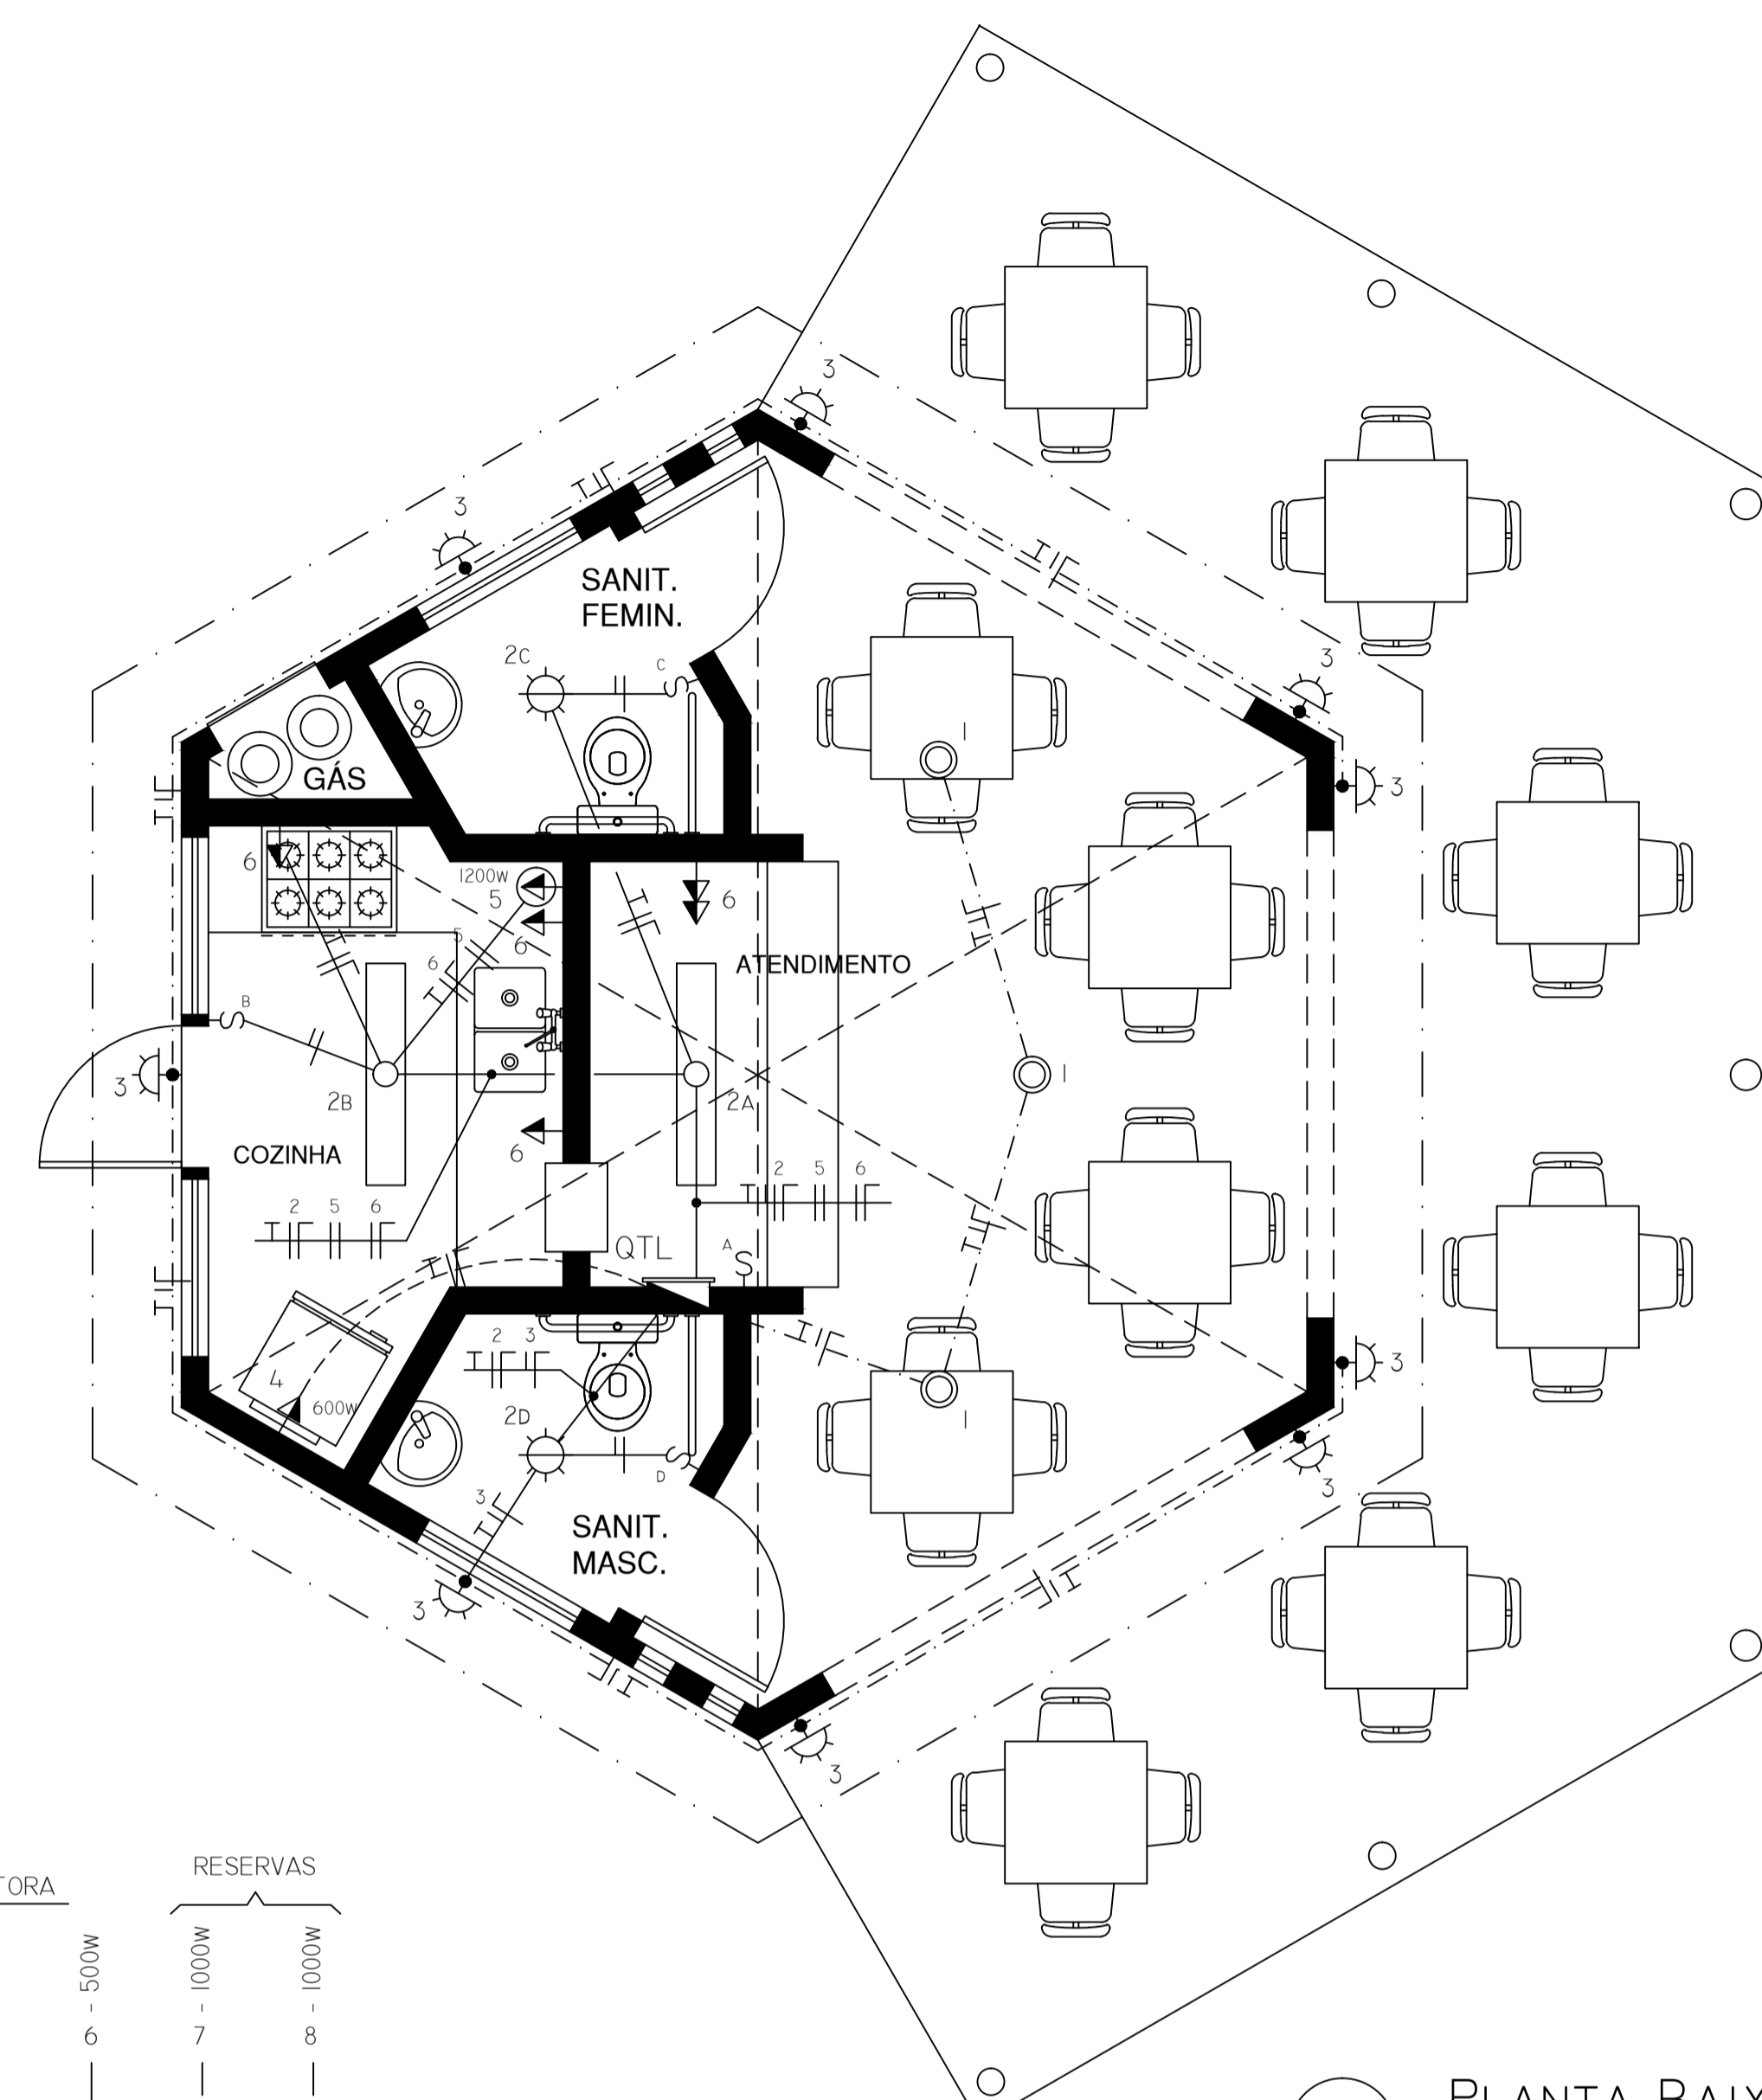 3
3
SANIT.
FEMIN.
2C
C
3
I
3
GÁS
6
1200W
5
6
6
5
6
ATENDIMENTO
B
I
3
2B
2A
COZINHA
6
2 5 6
2 5 6
QTL
A
2 3
3
4
600W
2D
I
D
3
3
SANIT.
MASC.
3
3
RESERVAS
TORA
6 - 500W
7 - 1000W
8 - 1000W
PLANTA BAIX